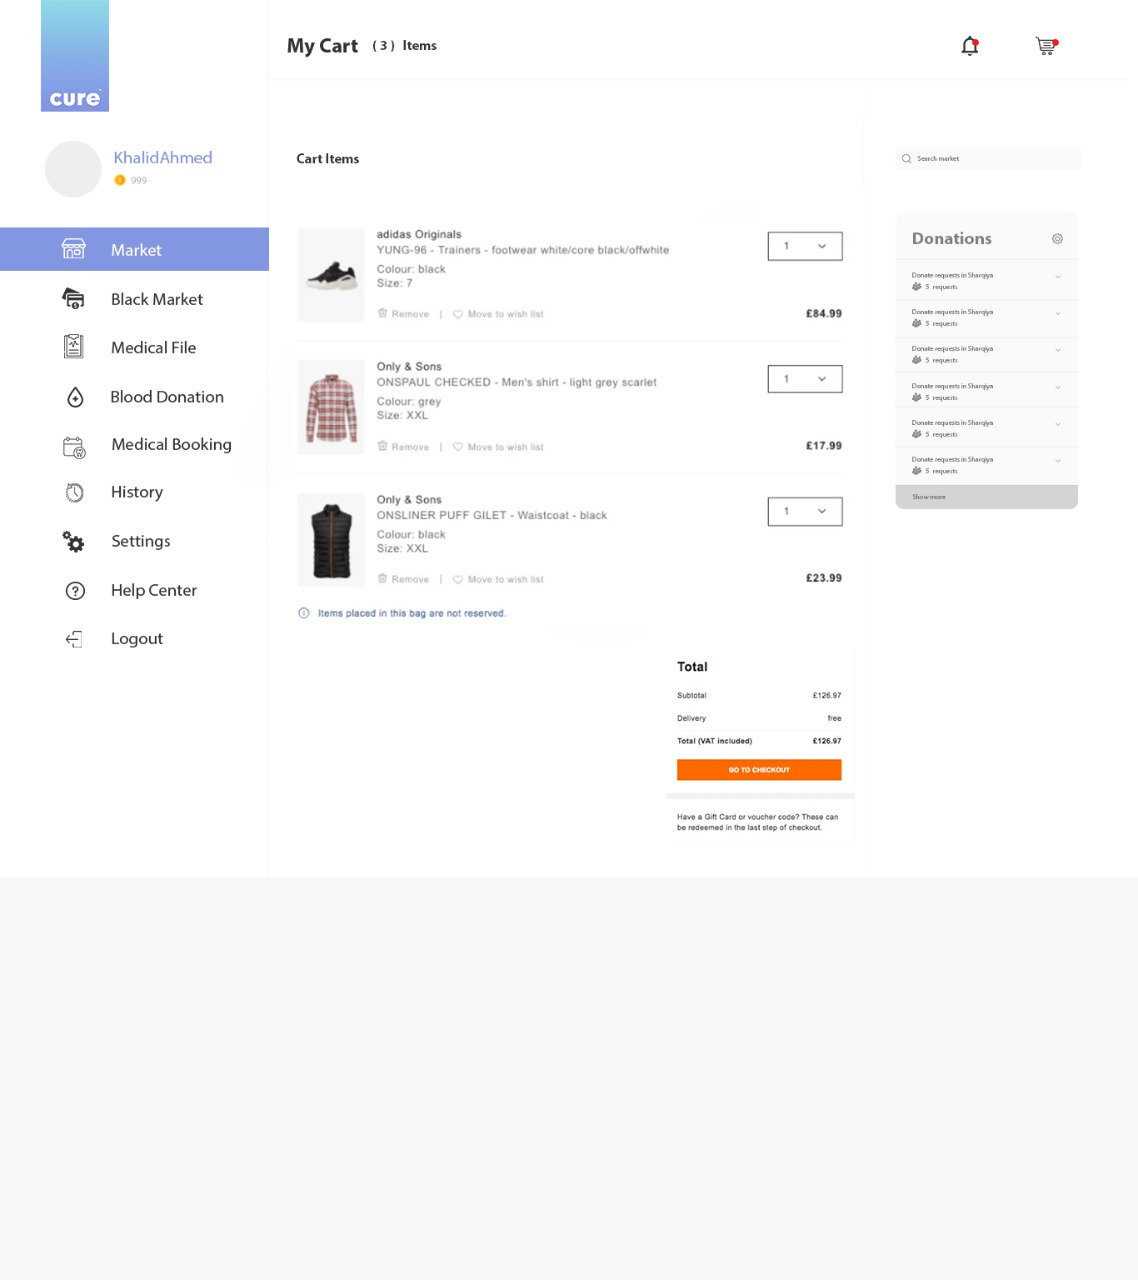 cure
KhalidAhmed
999
Market
Black Market
Medical File
Blood Donation
Medical Booking
History
Settings
Help Center
Logout
My Cart ( 3 ) Items
Cart Items
adidas Originals
YUNG-96 - Trainers - footwear white/core black/offwhite
Colour: black
Size: 7
1
Remove | Move to wish list
£84.99
Only & Sons
ONSPAUL CHECKED - Men's shirt - light grey scarlet
Colour: grey
Size: XXL
1
Remove | Move to wish list
£17.99
Only & Sons
ONSLINER PUFF GILET - Waistcoat - black
Colour: black
Size: XXL
1
Remove | Move to wish list
£23.99
Items placed in this bag are not reserved.
Total
Subtotal £126.97
Delivery free
Total (VAT included) £126.97
GO TO CHECKOUT
Have a Gift Card or voucher code? These can
be redeemed in the last step of checkout.
Search market
Donations
Donate requests in Sharqiya
5 requests
Donate requests in Sharqiya
5 requests
Donate requests in Sharqiya
5 requests
Donate requests in Sharqiya
5 requests
Donate requests in Sharqiya
5 requests
Donate requests in Sharqiya
5 requests
Show more